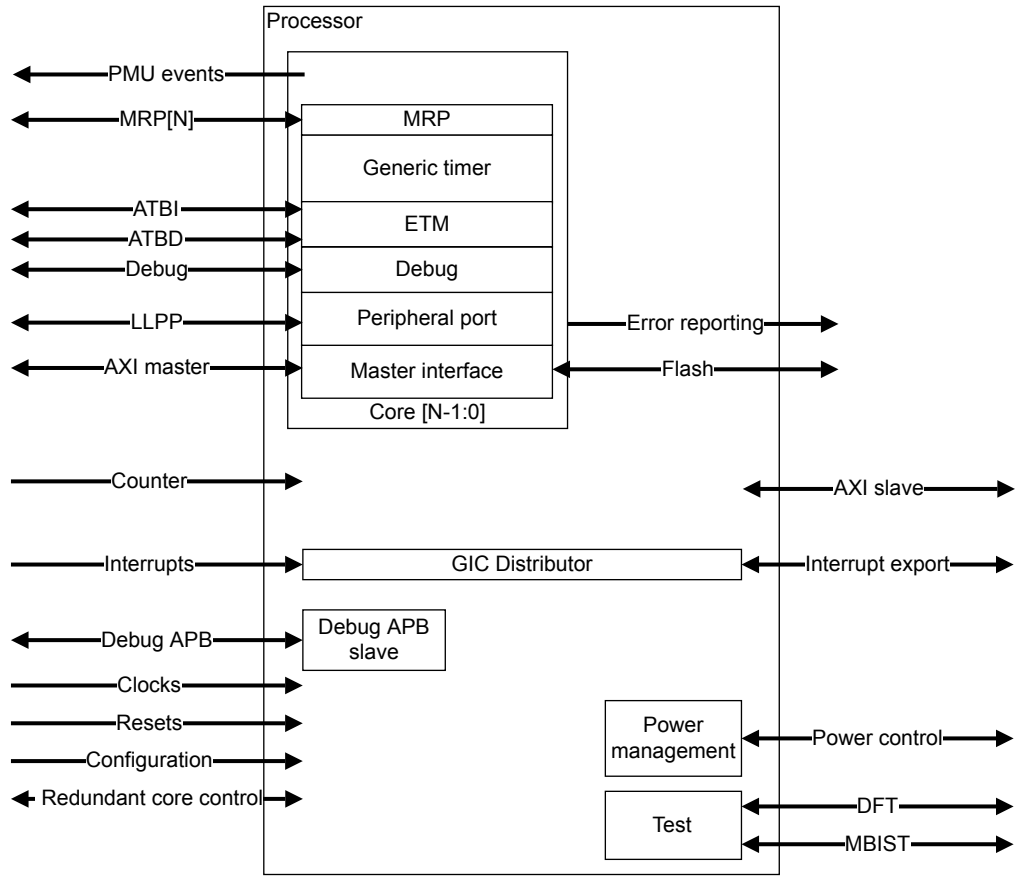 Processor
PMU events
MRP[N]
MRP
Generic timer
ATBI
ETM
ATBD
Debug
Debug
LLPP
Peripheral port
Error reporting
AXI master
Master interface
Flash
Core [N-1:0]
Counter
AXI slave
Interrupts
GIC Distributor
Interrupt export
Debug APB
Debug APB
slave
Clocks
Resets
Configuration
Power
management
Power control
Redundant core control
Test
DFT
MBIST